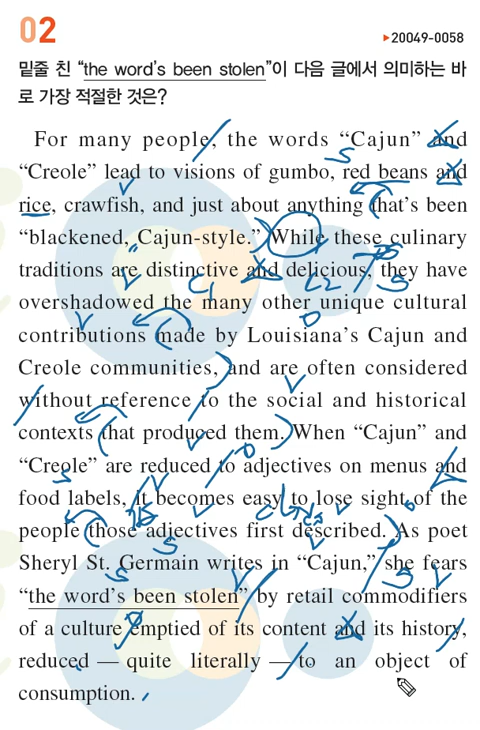 02
▶20049-0058
밑줄 친 “the word's been stolen”이 다음 글에서 의미하는 바
로 가장 적절한 것은?
For many people, the words “Cajun” and
“Creole” lead to visions of gumbo, red beans and
rice, crawfish, and just about anything that's been
“blackened, Cajun-style.” While these culinary
traditions are distinctive and delicious, they have
overshadowed the many other unique cultural
contributions made by Louisiana's Cajun and
Creole communities, and are often considered
without reference to the social and historical
contexts that produced them. When “Cajun” and
“Creole” are reduced to adjectives on menus and
food labels, it becomes easy to lose sight of the
people those adjectives first described. As poet
Sheryl St. Germain writes in “Cajun,” she fears
“the word's been stolen” by retail commodifiers
of a culture emptied of its content and its history,
reduced — quite literally — to an object of
consumption.